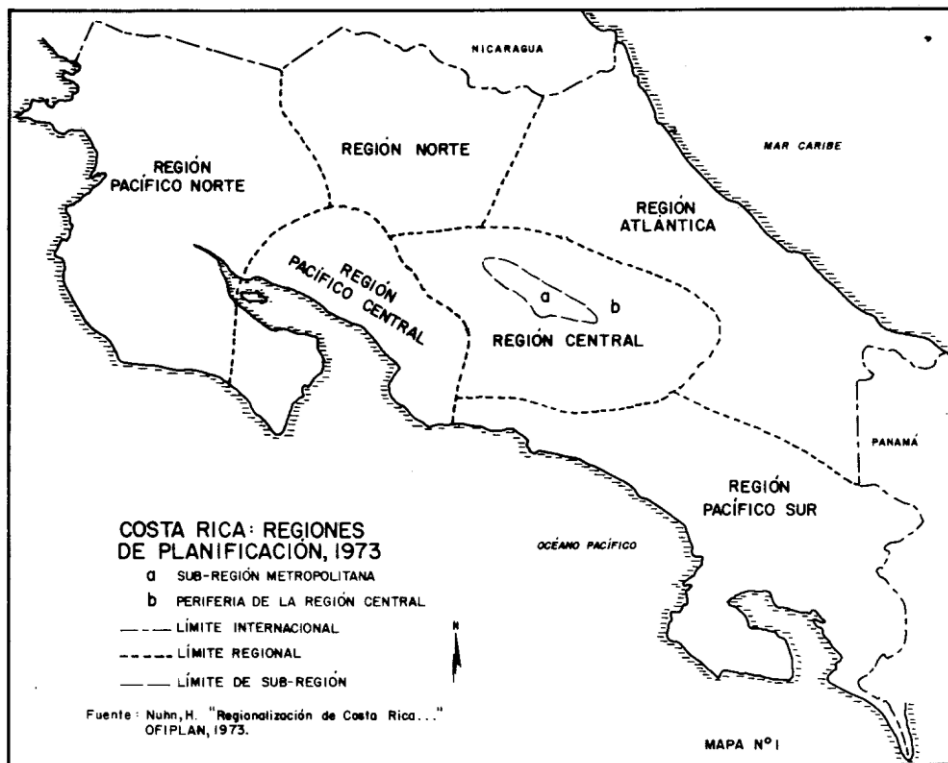 NICARAGUA
MAR CARIBE
REGIÓN NORTE
REGIÓN
PACÍFICO NORTE
REGIÓN
ATLÁNTICA
REGIÓN
PACÍFICO CENTRAL
a
b
REGIÓN CENTRAL
PANAMÁ
REGIÓN
PACÍFICO SUR
OCÉANO PACÍFICO
COSTA RICA: REGIONES
DE PLANIFICACIÓN, 1973
a SUB-REGIÓN METROPOLITANA
b PERIFERIA DE LA REGIÓN CENTRAL
LÍMITE INTERNACIONAL
LÍMITE REGIONAL
LÍMITE DE SUB-REGIÓN
N
Fuente: Nuhn, H. "Regionalización de Costa Rica..."
OFIPLAN, 1973.
MAPA Nº 1